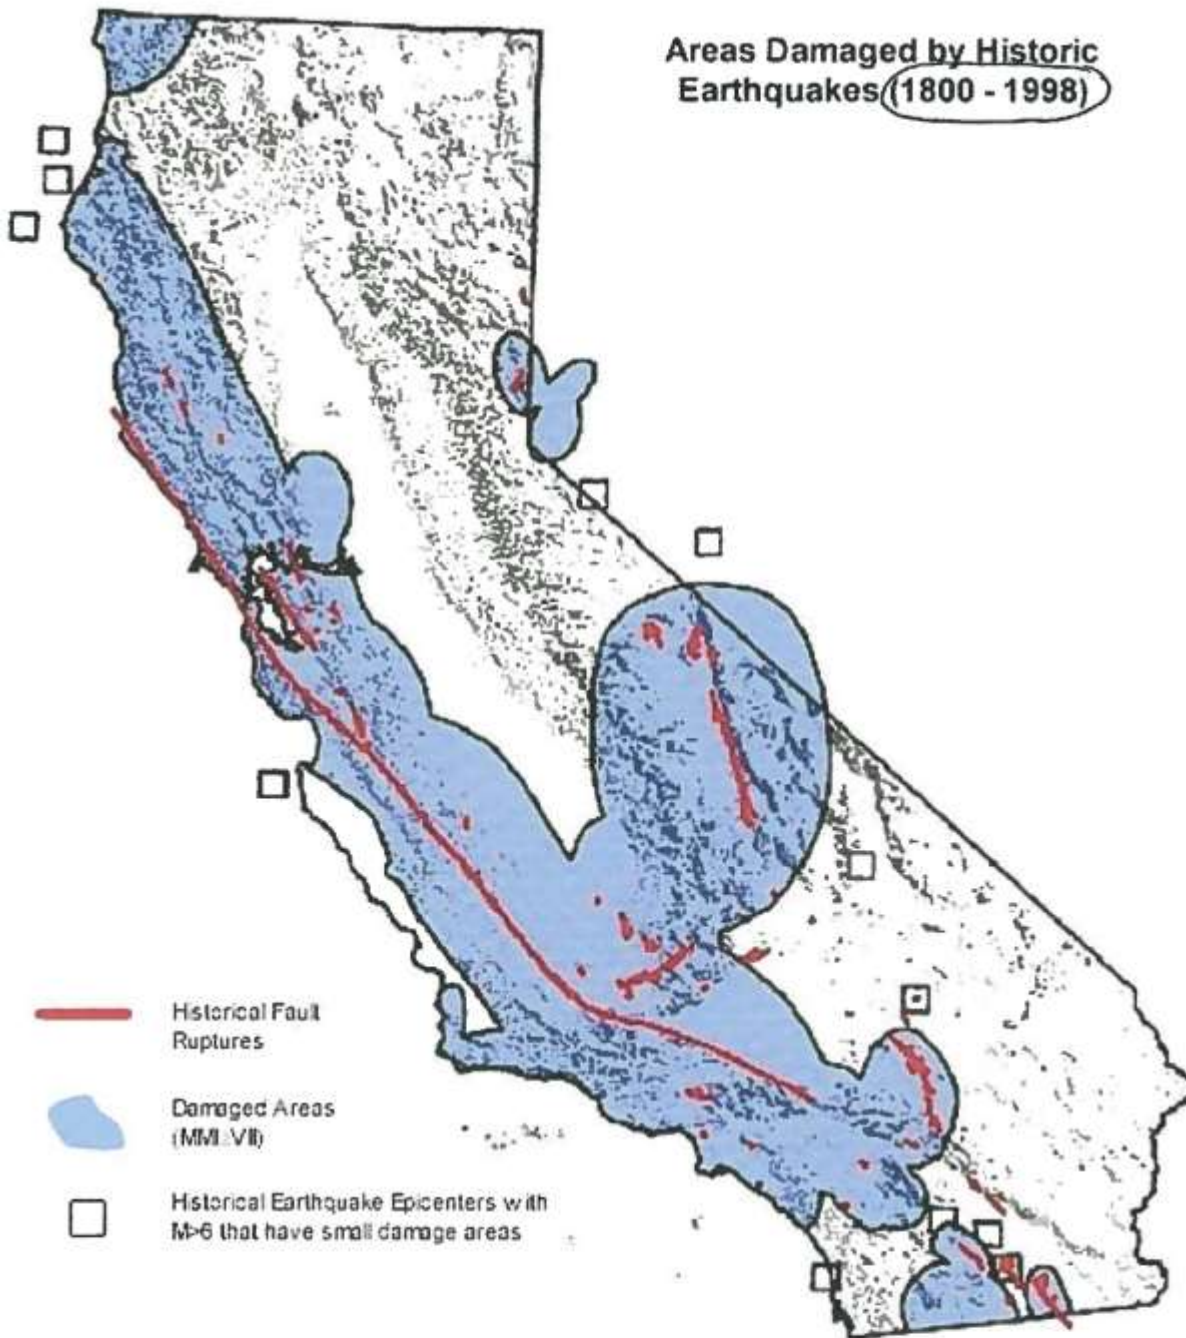 Areas Damaged by Historic
Earthquakes (1800 - 1998)
Historical Fault
Ruptures
Damaged Areas
Historical Earthquake Epicenters with
M>6 that have small damage areas